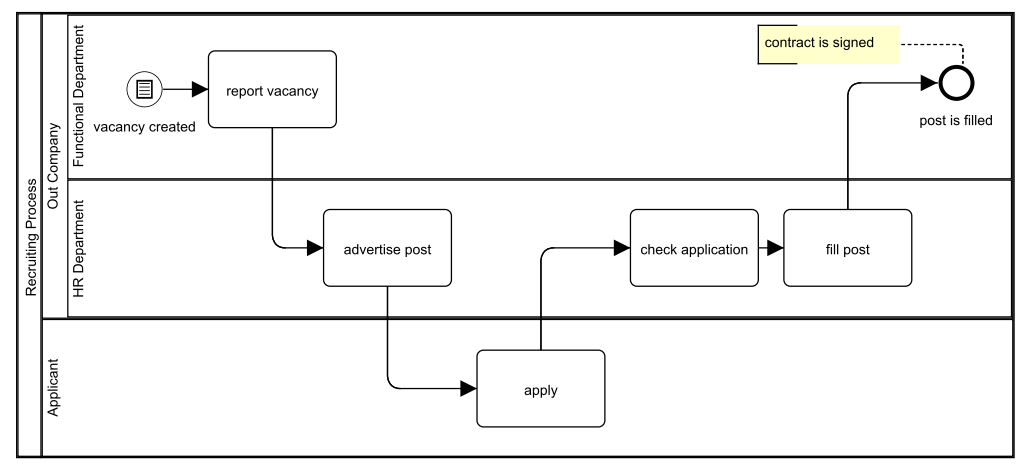 Recruiting Process
Out Company
Functional Department
vacancy created
report vacancy
contract is signed
post is filled
HR Department
advertise post
check application
fill post
Applicant
apply